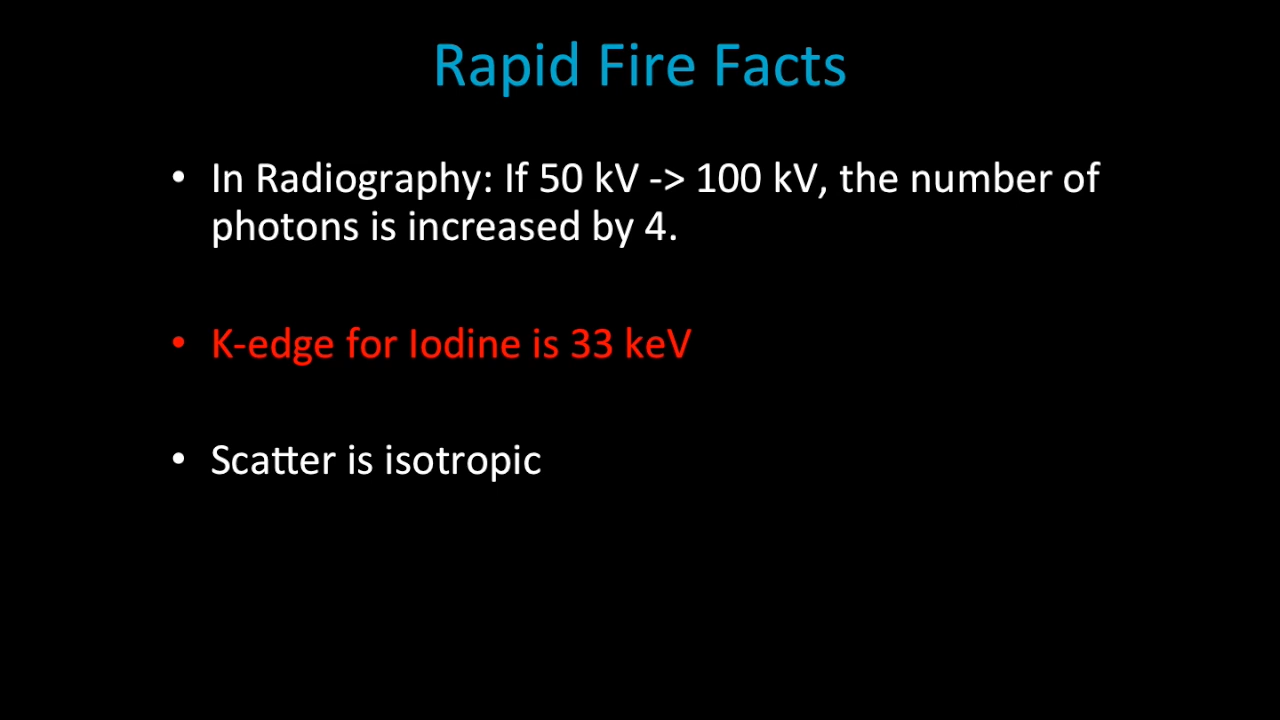 Rapid Fire Facts
• In Radiography: If 50 kV -> 100 kV, the number of
photons is increased by 4.
• K-edge for Iodine is 33 keV
• Scatter is isotropic